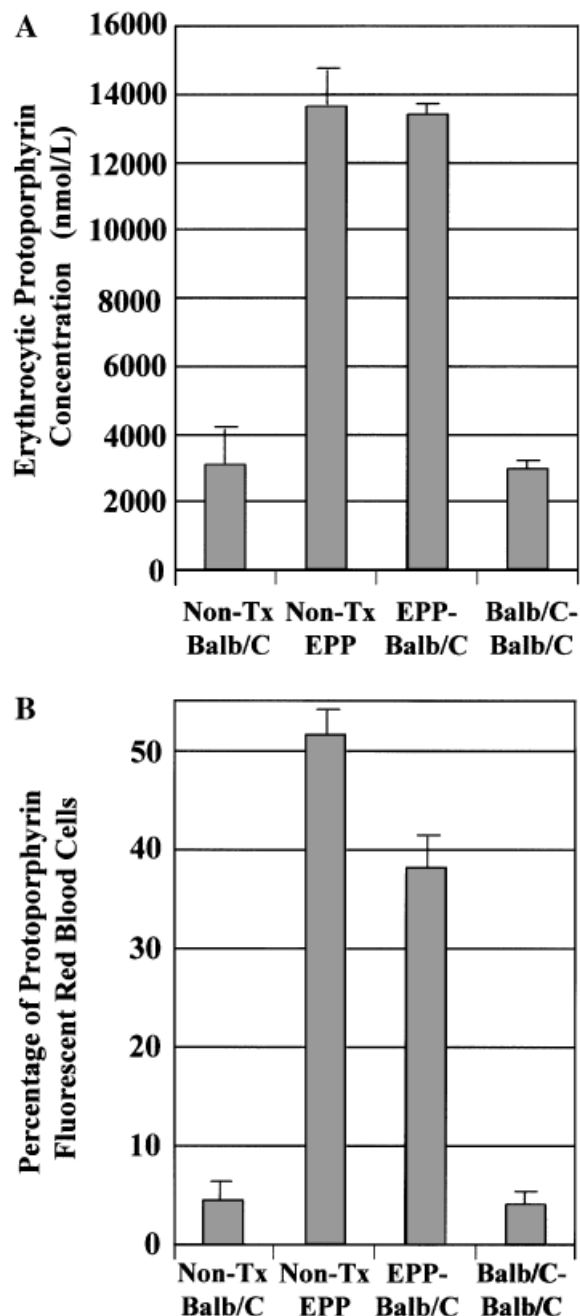 A
Erythrocytic Protoporphyrin
Concentration (nmol/L)
16000
14000
12000
10000
8000
6000
4000
2000
0
Non-Tx Non-Tx EPP- Balb/C-
Balb/C EPP Balb/C Balb/C
B
Percentage of Protoporphyrin
Fluorescent Red Blood Cells
50
40
30
20
10
0
Non-Tx Non-Tx EPP- Balb/C-
Balb/C EPP Balb/C Balb/C